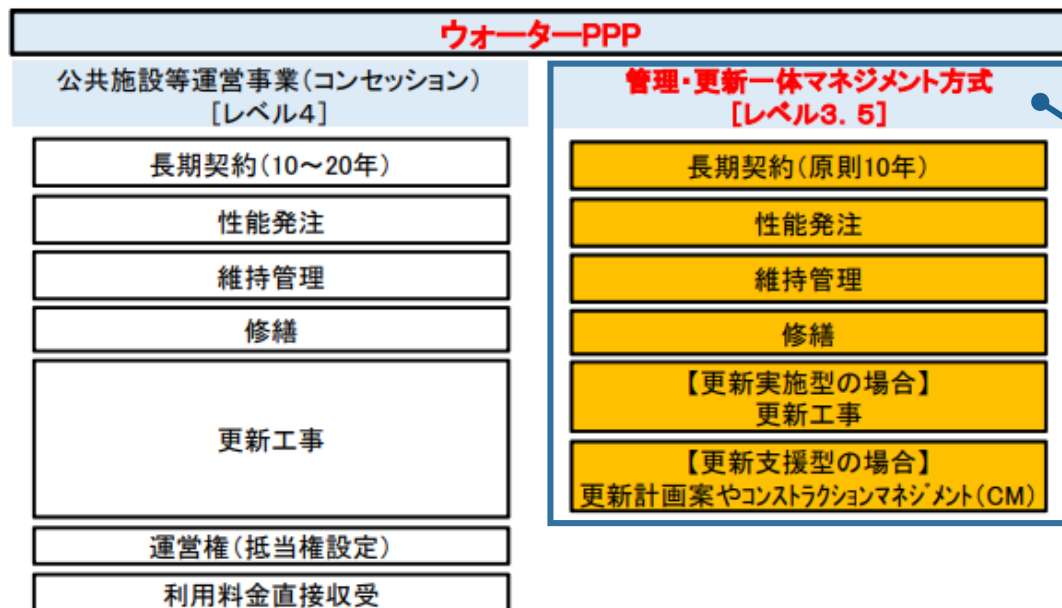 ウォーターPPP
公共施設等運営事業(コンセッション)
[レベル4]
長期契約(10～20年)
性能発注
維持管理
修繕
更新工事
運営権(抵当権設定)
利用料金直接収受
管理・更新一体マネジメント方式
[レベル3.5]
長期契約(原則10年)
性能発注
維持管理
修繕
【更新実施型の場合】
更新工事
【更新支援型の場合】
更新計画案やコンストラクションマネジメント(CM)